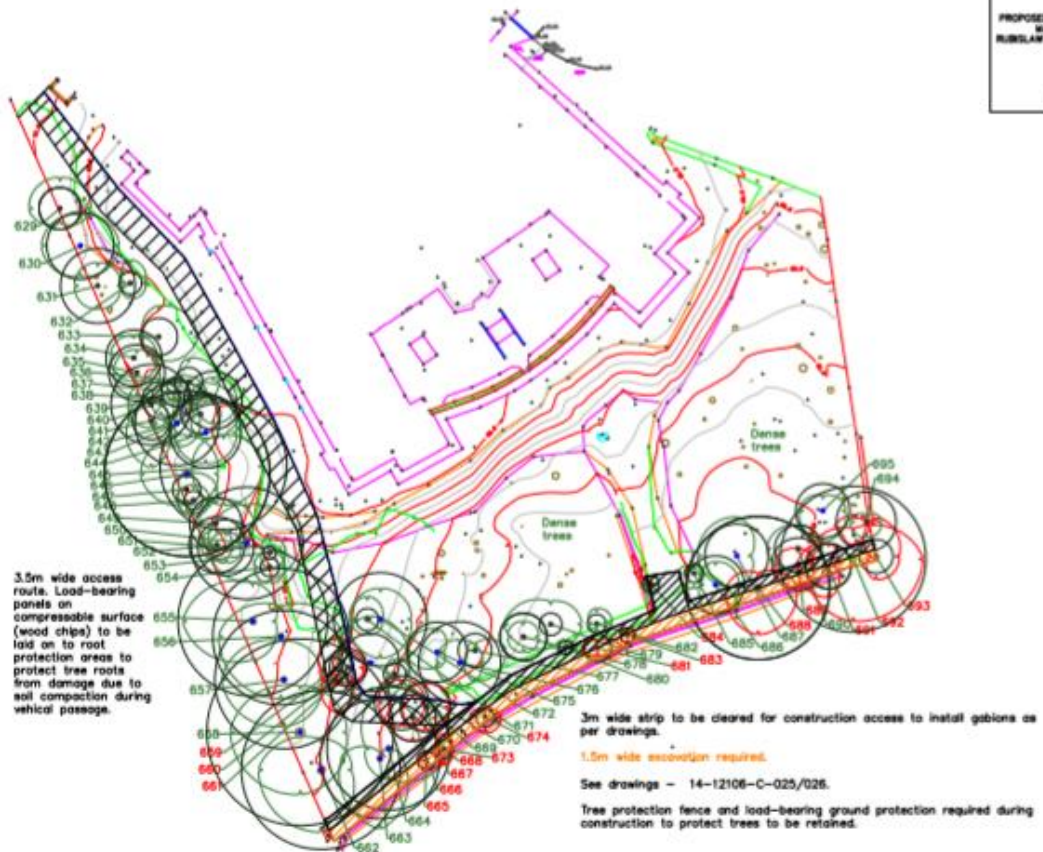 PROPOSE
RUBISLAW
629
630
631
632
633
634
635
636
637
638
639
640
641
644
652
653
654
3.5m wide access
route. Load-bearing
panels on
compressable surface
(wood chips) to be
laid on to root
protection areas to
protect tree roots
from damage due to
soil compaction during
vehical passage.
655
656
657
658
659
660
661
662
663
664
665
666
667
668
669
670
671
672
673
674
675
676
677
678
679
680
681
682
683
684
685
686
687
688
691
692
693
694
695
Dense
trees
Dense
trees
3m wide strip to be cleared for construction access to install gabions as
per drawings.
1.5m wide excavation required.
See drawings - 14-12106-C-025/026.
Tree protection fence and load-bearing ground protection required during
construction to protect trees to be retained.